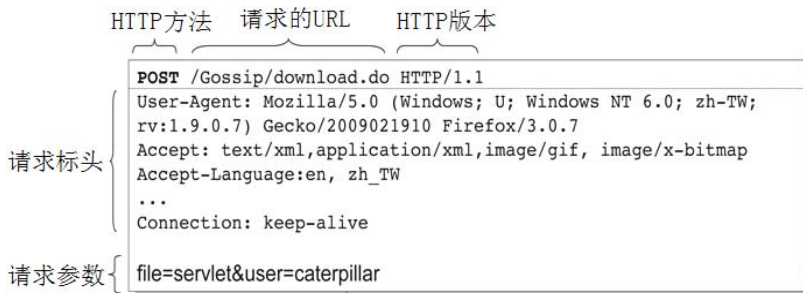 HTTP方法 请求的URL HTTP版本
POST /Gossip/download.do HTTP/1.1
User-Agent: Mozilla/5.0 (Windows; U; Windows NT 6.0; zh-TW;
rv:1.9.0.7) Gecko/2009021910 Firefox/3.0.7
Accept: text/xml,application/xml,image/gif, image/x-bitmap
请求标头
Accept-Language:en, zh_TW
...
Connection: keep-alive
请求参数 file=servlet&user=caterpillar